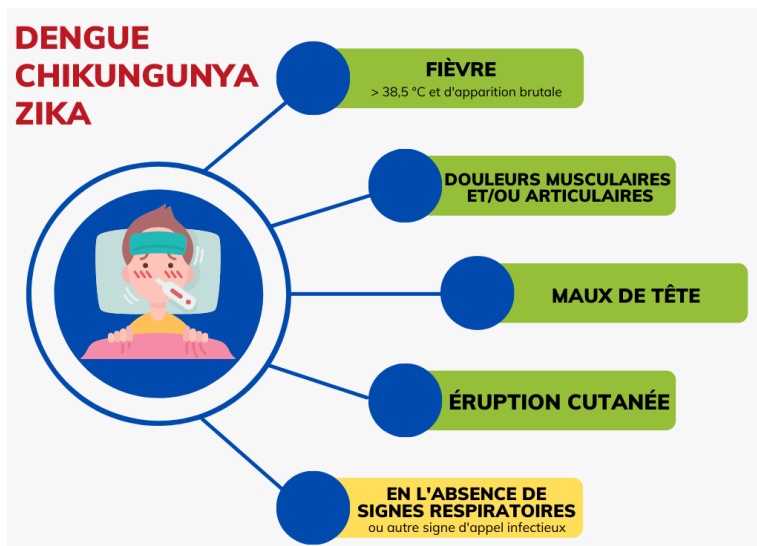 DENGUE
CHIKUNGUNYA
ZIKA
FIÈVRE
> 38,5 °C et d'apparition brutale
DOULEURS MUSCULAIRES
ET/OU ARTICULAIRES
MAUX DE TÊTE
ÉRUPTION CUTANÉE
EN L'ABSENCE DE
SIGNES RESPIRATOIRES
ou autre signe d'appel infectieux